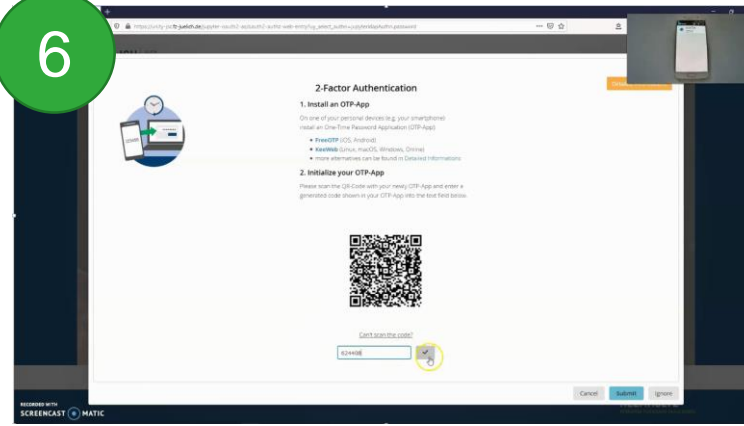 6
2-Factor Authentication
1. Install an OTP-App
On one of your personal devices (e.g. your smartphone)
install an One-Time Password Application (OTP-App)
• FreeOTP (iOS, Android)
• KeeWeb (Linux, macOS, Windows, Online)
• more alternatives can be found in Detailed Informations
2. Initialize your OTP-App
Please scan the QR-Code with your newly OTP-App and enter a
generated code shown in your OTP-App into the text field below.
Can't scan the code?
624408
Cancel Submit Ignore
RECORDED WITH
SCREENCAST MATIC